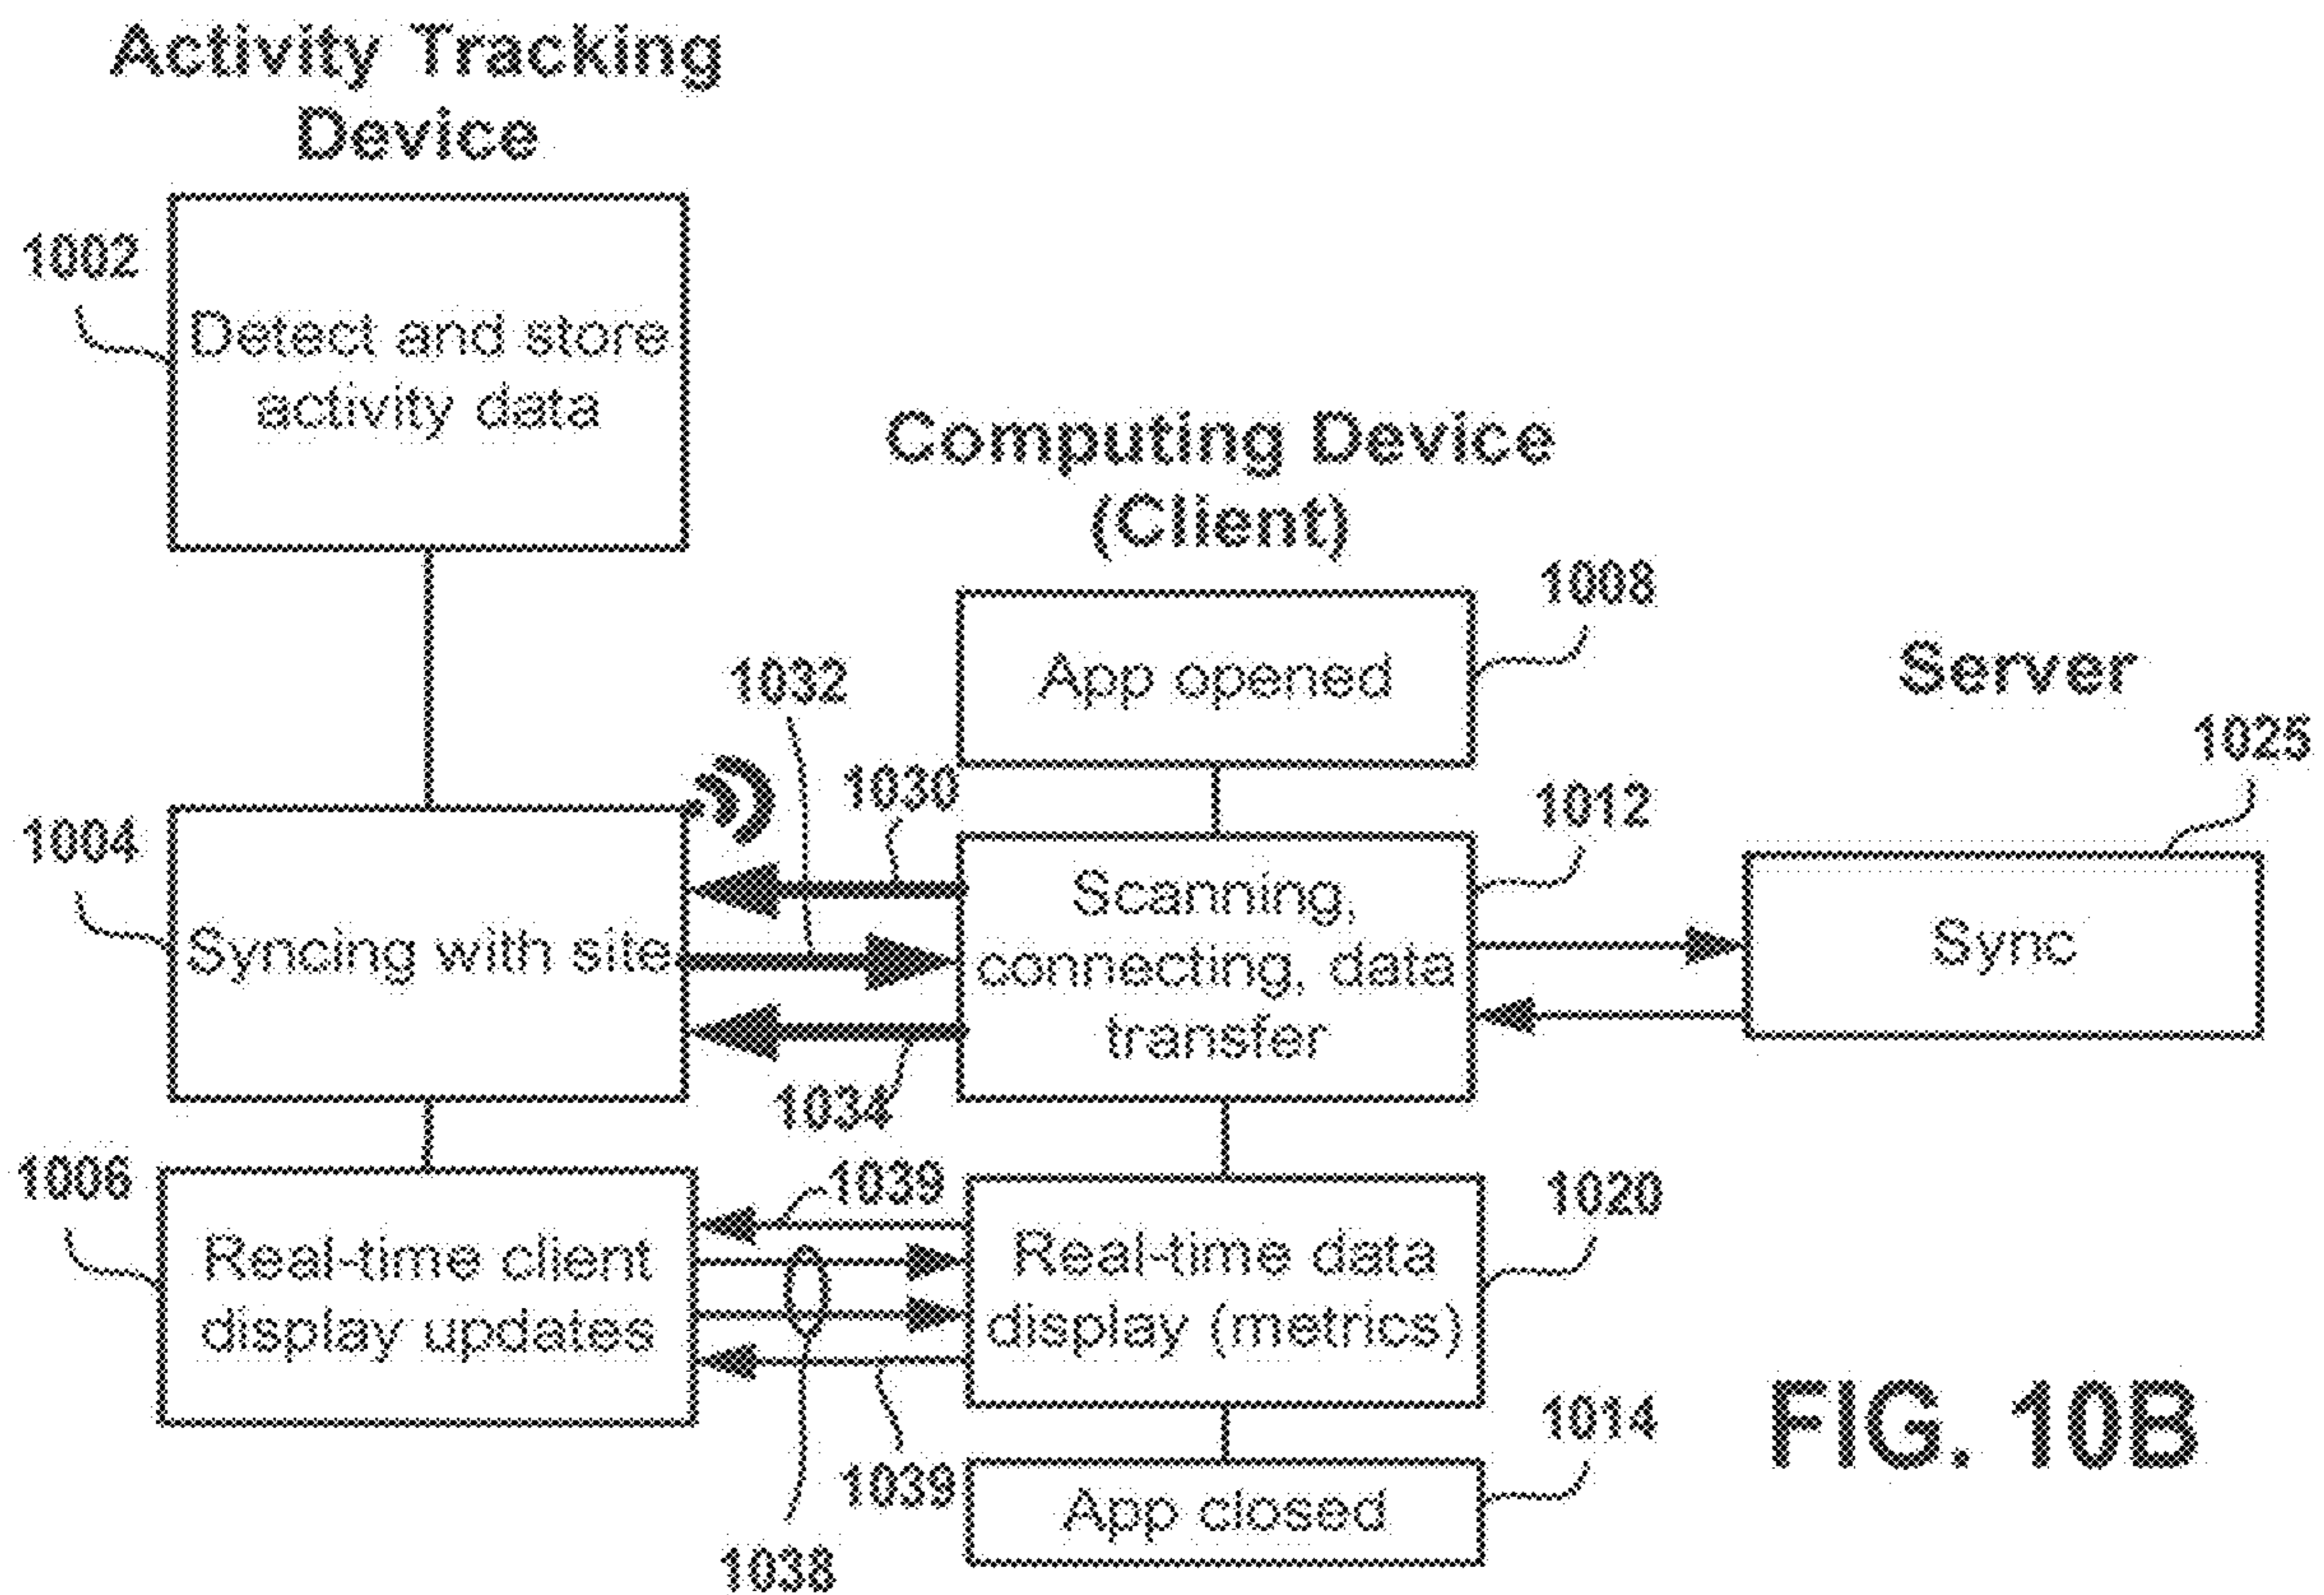 Activity Tracking
Device
1002
Detect and store
activity data
Computing Device
(Client)
1008
App opened
Server
1032
1025
1030
1012
1004
Syncing with site
Scanning,
connecting, data
transfer
Sync
1034
1006
1039
1020
Real-time client
display updates
Real-time data
display (metrics)
1039
1014
App closed
1038
FIG. 10B